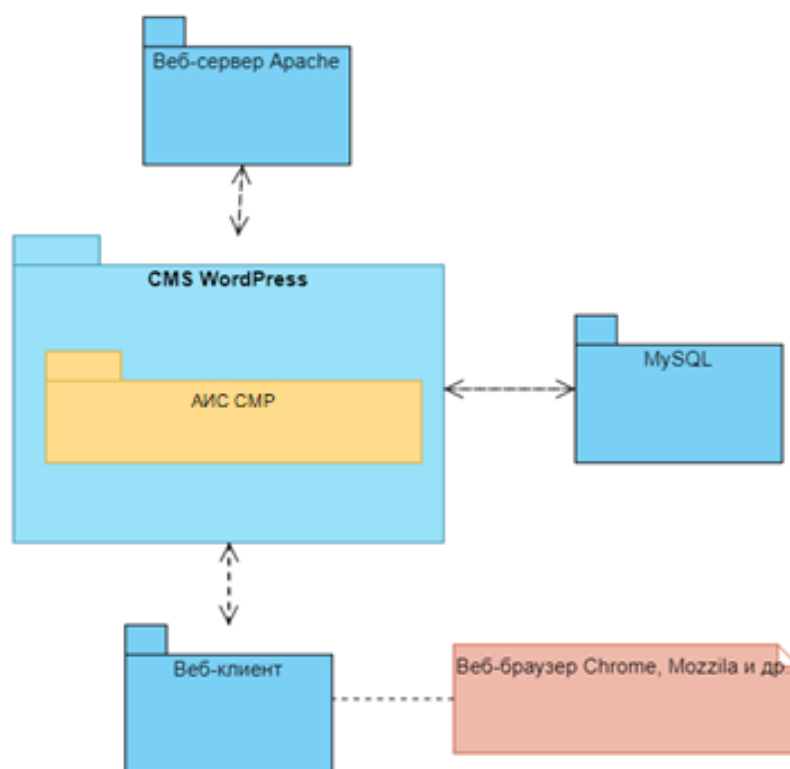 Веб-сервер Apache
CMS WordPress
АИС СМР
MySQL
Веб-клиент
Веб-браузер Chrome, Mozzila и др.